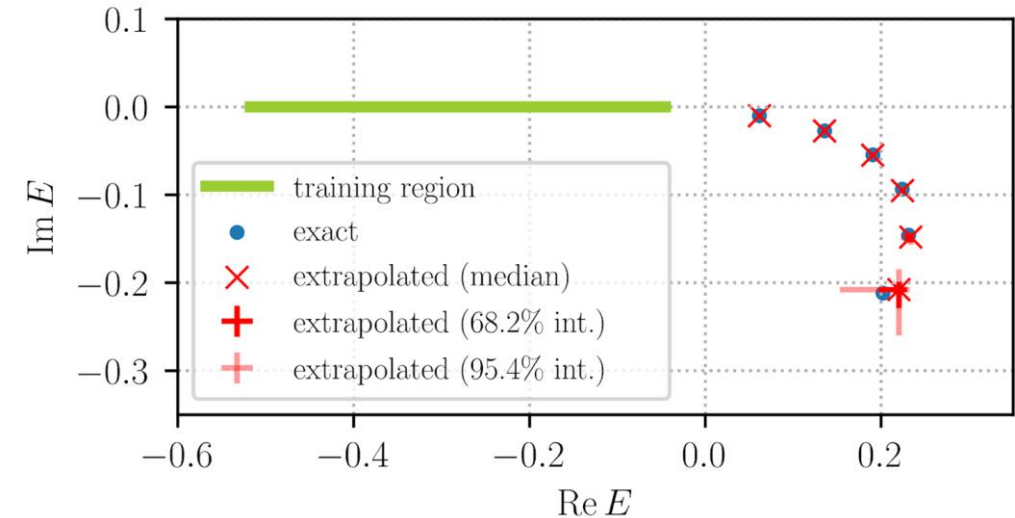 0.1
0.0
−0.1
−0.2
−0.3
Im E
training region
exact
extrapolated (median)
extrapolated (68.2% int.)
extrapolated (95.4% int.)
−0.6 −0.4 −0.2 0.0 0.2
Re E